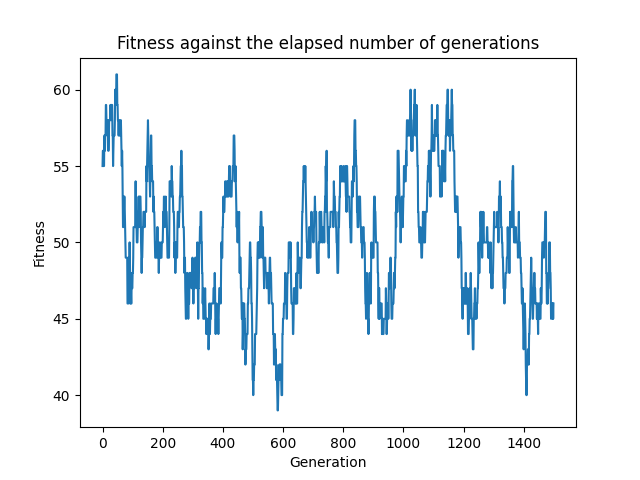 Fitness against the elapsed number of generations
60
55
50
45
40
Fitness
0 200 400 600 800 1000 1200 1400
Generation